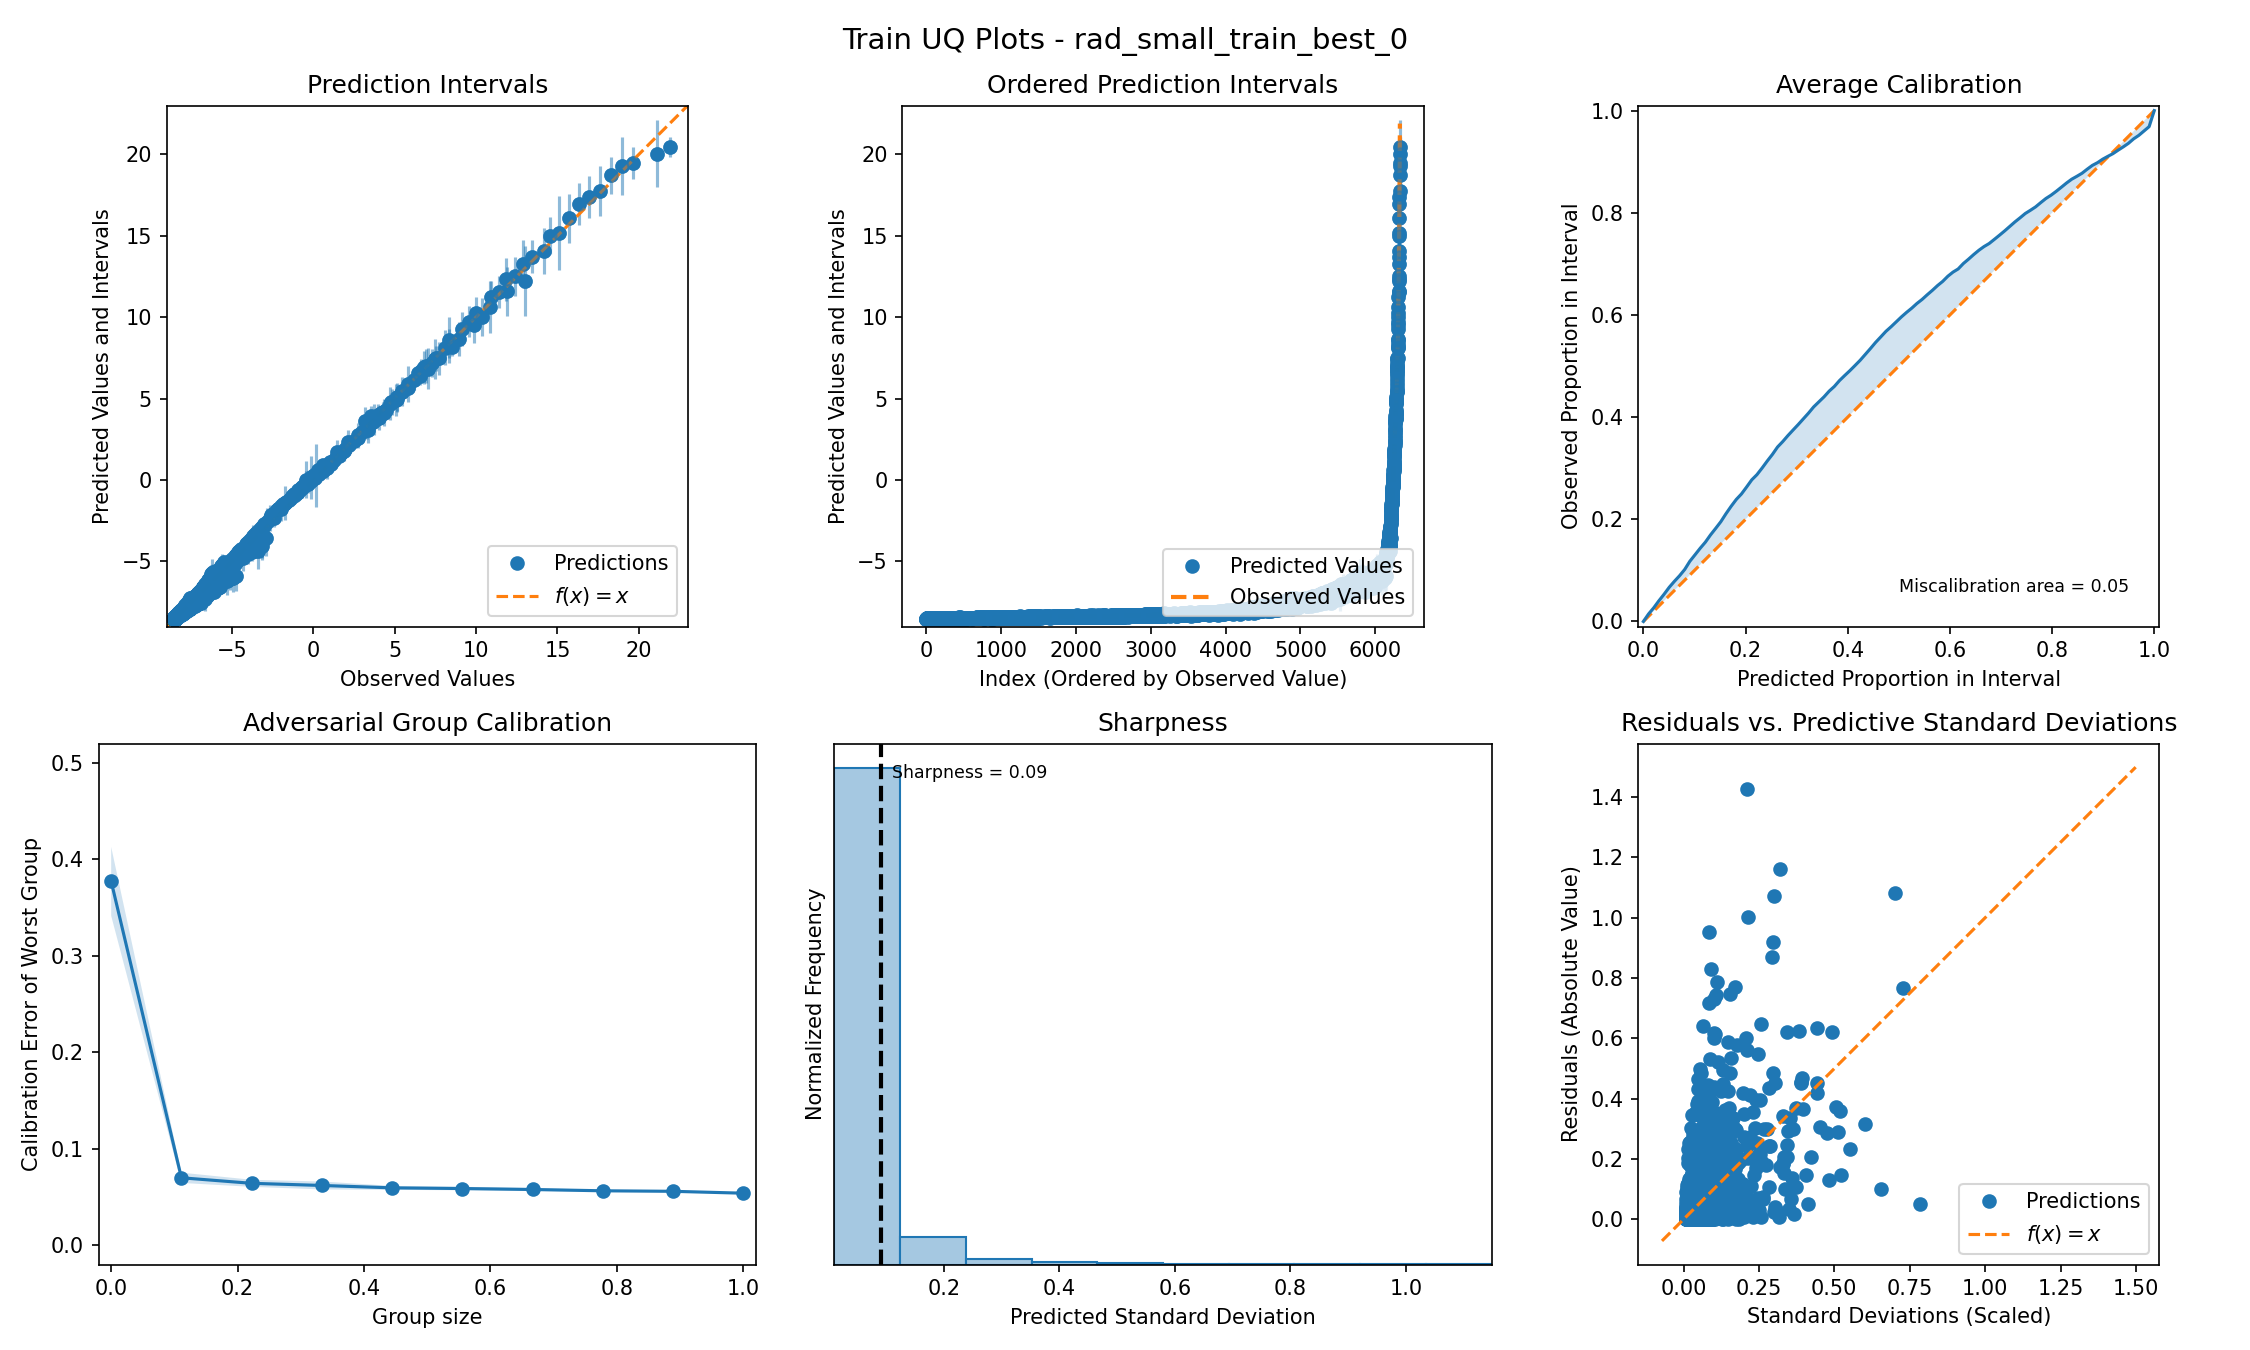 Train UQ Plots - rad_small_train_best_0
Prediction Intervals
Predicted Values and Intervals
20
15
10
5
0
−5
−5
0
5
10
15
20
Observed Values
Predictions
f(x) = x
Ordered Prediction Intervals
Predicted Values and Intervals
20
15
10
5
0
−5
0
1000
2000
3000
4000
5000
6000
Index (Ordered by Observed Value)
Predicted Values
Observed Values
Average Calibration
Observed Proportion in Interval
1.0
0.8
0.6
0.4
0.2
0.0
0.0
0.2
0.4
0.6
0.8
1.0
Predicted Proportion in Interval
Miscalibration area = 0.05
Adversarial Group Calibration
Calibration Error of Worst Group
0.5
0.4
0.3
0.2
0.1
0.0
0.0
0.2
0.4
0.6
0.8
1.0
Group size
Sharpness
Normalized Frequency
Sharpness = 0.09
0.2
0.4
0.6
0.8
1.0
Predicted Standard Deviation
Residuals vs. Predictive Standard Deviations
Residuals (Absolute Value)
1.4
1.2
1.0
0.8
0.6
0.4
0.2
0.0
0.00
0.25
0.50
0.75
1.00
1.25
1.50
Standard Deviations (Scaled)
Predictions
f(x) = x